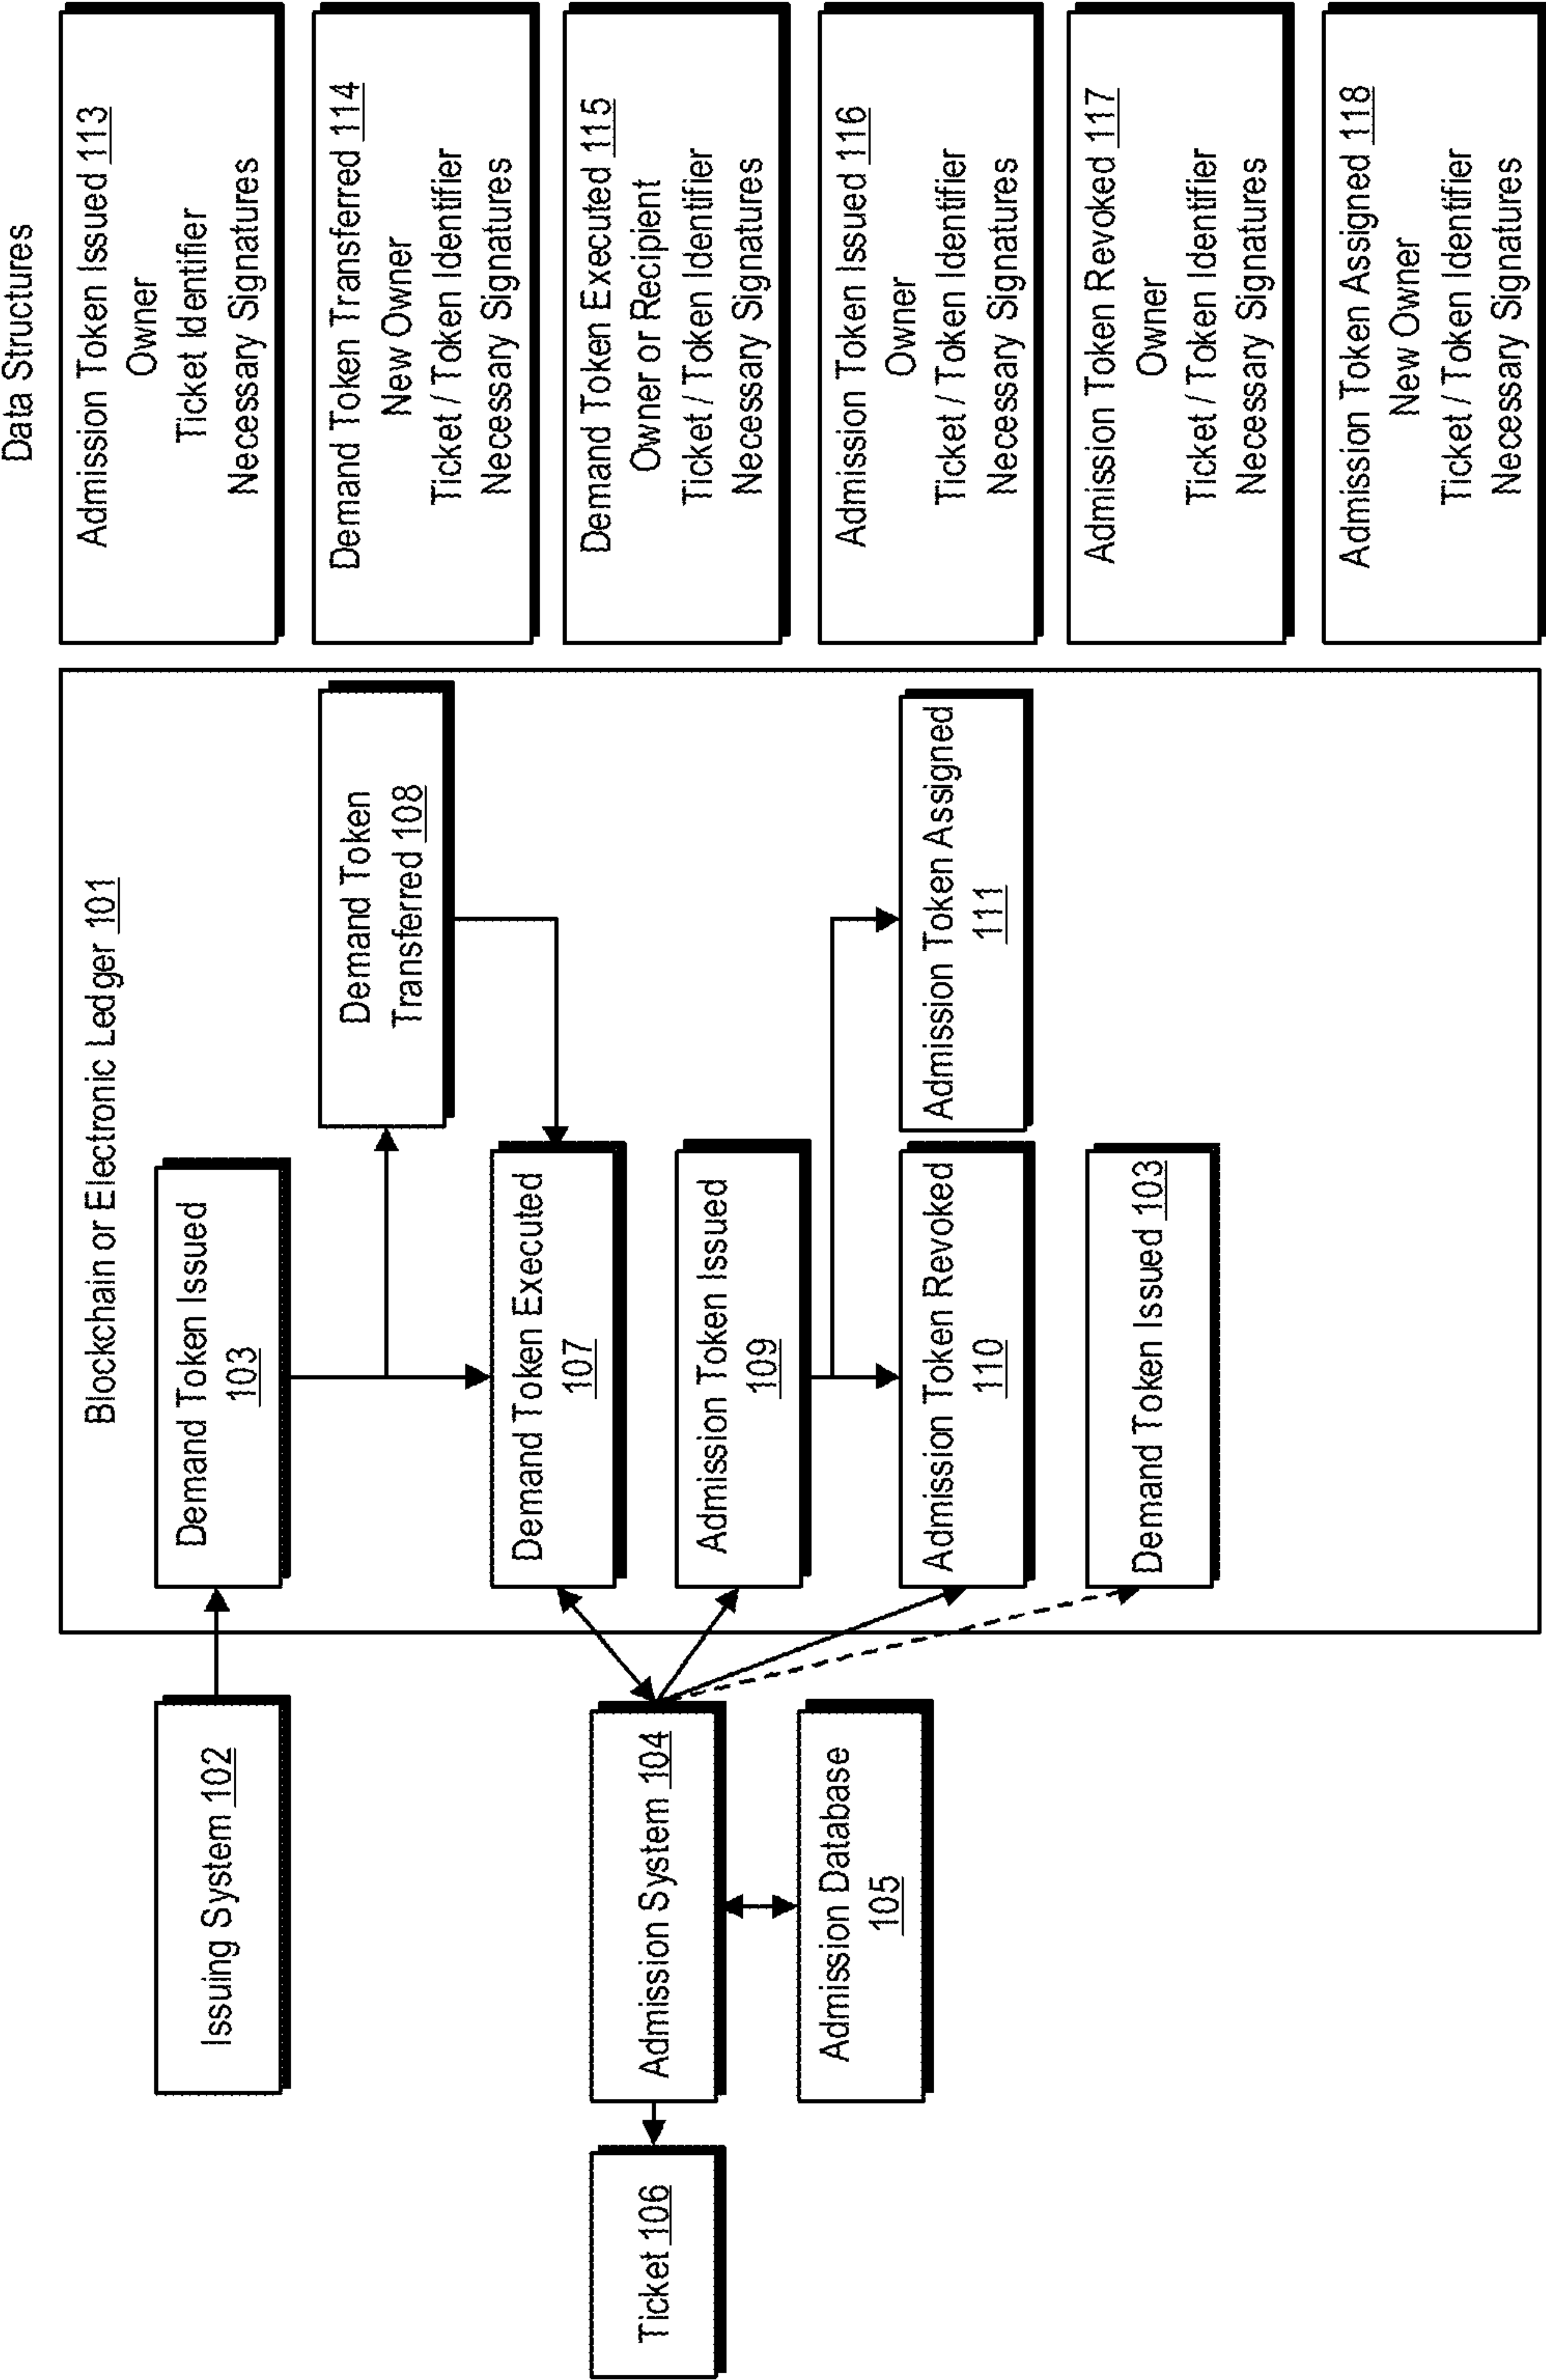 Data Structures
Blockchain or Electronic Ledger 101
Issuing System 102
Demand Token Issued
103
Demand Token
Transferred 108
Demand Token Executed
107
Ticket 106
Admission System 104
Admission Token Issued
109
Admission Database
105
Admission Token Revoked
110
Admission Token Assigned
111
Demand Token Issued 103
Admission Token Issued 113
Owner
Ticket Identifier
Necessary Signatures
Demand Token Transferred 114
New Owner
Ticket / Token Identifier
Necessary Signatures
Demand Token Executed 115
Owner or Recipient
Ticket / Token Identifier
Necessary Signatures
Admission Token Issued 116
Owner
Ticket / Token Identifier
Necessary Signatures
Admission Token Revoked 117
Owner
Ticket / Token Identifier
Necessary Signatures
Admission Token Assigned 118
New Owner
Ticket / Token Identifier
Necessary Signatures